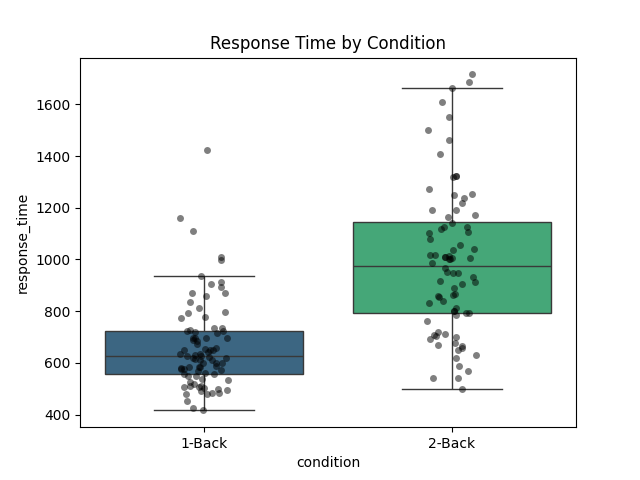 Response Time by Condition
1600
1400
1200
1000
800
600
400
response_time
1-Back
2-Back
condition